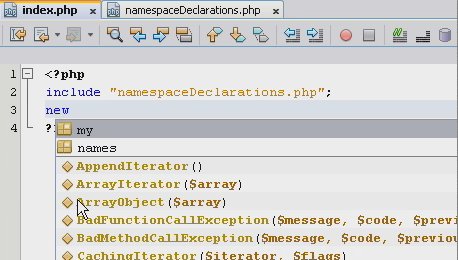 index.php namespaceDeclarations.php
1 <?php
2 include "namespaceDeclarations.php";
3 new
4 ?
my
names
AppendIterator()
ArrayIterator($array)
ArrayObject($array)
BadFunctionCallException($message, $code, $previ
BadMethodCallException($message, $code, $previou
CachingIterator($iterator, $flags)